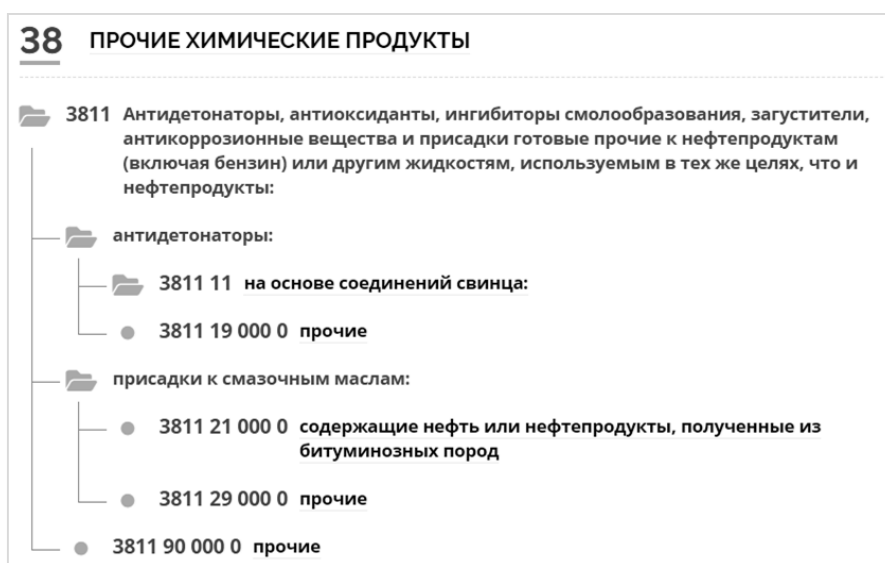 38 ПРОЧИЕ ХИМИЧЕСКИЕ ПРОДУКТЫ
3811 Антидетонаторы, антиоксиданты, ингибиторы смолообразования, загустители,
антикоррозионные вещества и присадки готовые прочие к нефтепродуктам
(включая бензин) или другим жидкостям, используемым в тех же целях, что и
нефтепродукты:
антидетонаторы:
3811 11 на основе соединений свинца:
3811 19 000 0 прочие
присадки к смазочным маслам:
3811 21 000 0 содержащие нефть или нефтепродукты, полученные из
битуминозных пород
3811 29 000 0 прочие
3811 90 000 0 прочие